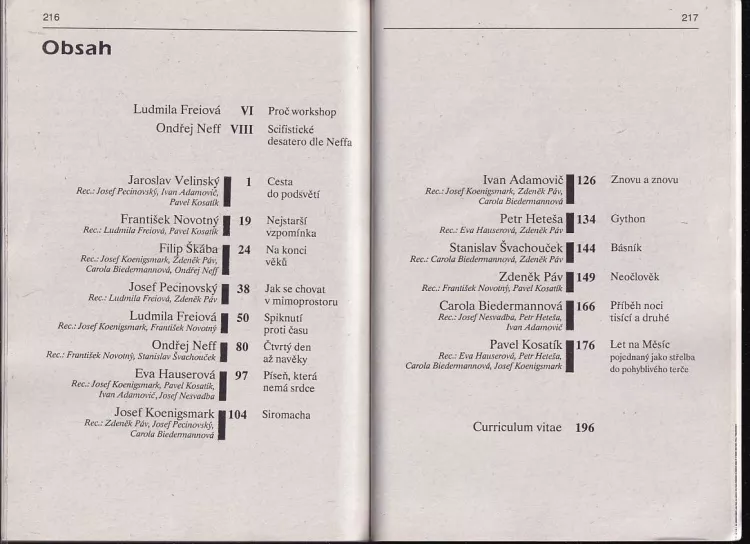 216
Obsah
Ludmila Freiová VI Proč workshop
Ondřej Neff VIII Scifistické
desatero dle Neffa
Jaroslav Velinský 1 Cesta
Rec.: Josef Pecinovský, Ivan Adamovič, do podsvětí
Pavel Kosatík
František Novotný 19 Nejstarší
Rec.: Ludmila Freiová, Pavel Kosatík vzpomínka
Filip Škába 24 Na konci
Rec.: Josef Koenigsmark, Zdeněk Páv, věků
Carola Biedermannová, Ondřej Neff
Josef Pecinovský 38 Jak se chovat
Rec.: Ludmila Freiová, Zdeněk Páv v mimoprostoru
Ludmila Freiová 50 Spiknutí
Rec.: Josef Koenigsmark, František Novotný proti času
Ondřej Neff 80 Čtvrtý den
Rec.: František Novotný, Stanislav Švachouček až navěky
Eva Hauserová 97 Píseň, která
Rec.: Josef Koenigsmark, Pavel Kosatík, nemá srdce
Ivan Adamovič, Josef Nesvadba
Josef Koenigsmark 104 Siromacha
Rec.: Zdeněk Páv, Josef Pecinovský,
Carola Biedermannová
217
Ivan Adamovič 126 Znovu a znovu
Rec.: Josef Koenigsmark, Zdeněk Páv,
Carola Biedermannová
Petr Heteša 134 Gython
Rec.: Eva Hauserová, Zdeněk Páv
Stanislav Švachouček 144 Básník
Rec.: Carola Biedermannová, Zdeněk Páv
Zdeněk Páv 149 Neočlověk
Rec.: František Novotný, Pavel Kosatík
Carola Biedermannová 166 Příběh noci
Rec.: Josef Nesvadba, Petr Heteša, tisící a druhé
Ivan Adamovič
Pavel Kosatík 176 Let na Měsíc
Rec.: Eva Hauserová, Petr Heteša, pojednaný jako střelba
Carola Biedermannová, Josef Koenigsmark do pohyblivého terče
Curriculum vitae 196